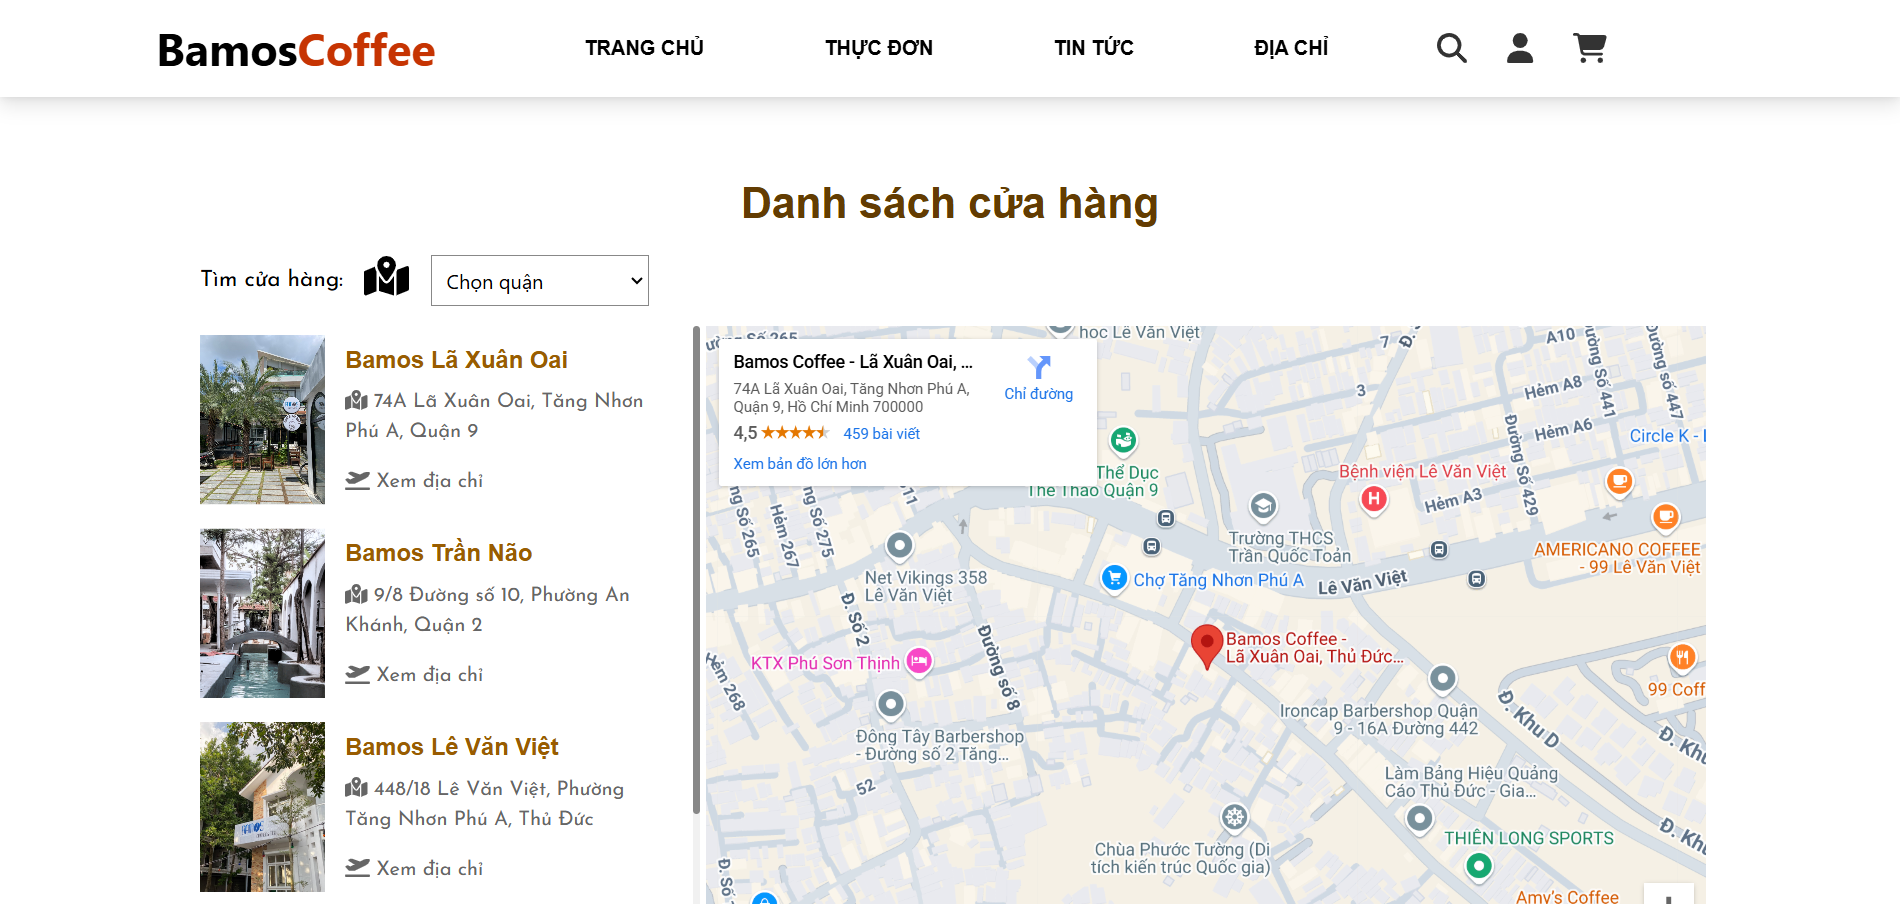 BamosCoffee
TRANG CHỦ
THỰC ĐƠN
TIN TỨC
ĐỊA CHỈ
Danh sách cửa hàng
Tìm cửa hàng:
Chọn quận
Bamos Lã Xuân Oai
74A Lã Xuân Oai, Tăng Nhơn
Phú A, Quận 9
Xem địa chỉ
Bamos Trần Não
9/8 Đường số 10, Phường An
Khánh, Quận 2
Xem địa chỉ
Bamos Lê Văn Việt
448/18 Lê Văn Việt, Phường
Tăng Nhơn Phú A, Thủ Đức
Xem địa chỉ
Bamos Coffee - Lã Xuân Oai, ...
74A Lã Xuân Oai, Tăng Nhơn Phú A,
Quận 9, Hồ Chí Minh 700000
Chỉ đường
4,5
459 bài viết
Xem bản đồ lớn hơn
học Lê Văn Việt
7
3
A10
Hẻm A8
Số 441
Hẻm A6
Circle K -
Thể Dục
Thể Thao Quận 9
Bệnh viện Lê Văn Việt
Hẻm A3
Đường Số 429
Hẻm 267
Số 275
Số 265
Trường THCS
Trần Quốc Toản
AMERICANO COFFEE
- 99 Lê Văn Việt
Net Vikings 358
Lê Văn Việt
Chợ Tăng Nhơn Phú A
Lê Văn Việt
Đ. Số 2
Đường số 8
Bamos Coffee -
Lã Xuân Oai, Thủ Đức...
KTX Phú Sơn Thịnh
Hẻm 268
99 Coff
Ironcap Barbershop Quận
9 - 16A Đường 442
Đ. Khu D
Đông Tây Barbershop
- Đường số 2 Tăng...
52
Làm Bảng Hiệu Quảng
Cáo Thủ Đức - Gia...
THIÊN LONG SPORTS
Chùa Phước Tường (Di
tích kiến trúc Quốc gia)
Amy's Coffee